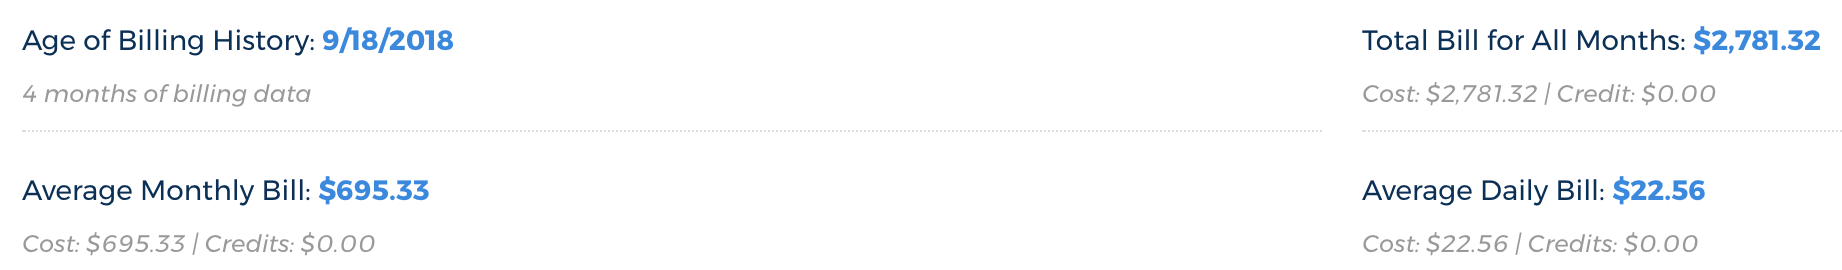 Age of Billing History: 9/18/2018
4 months of billing data
Total Bill for All Months: $2,781.32
Cost: $2,781.32 | Credit: $0.00
Average Monthly Bill: $695.33
Cost: $695.33 | Credits: $0.00
Average Daily Bill: $22.56
Cost: $22.56 | Credits: $0.00